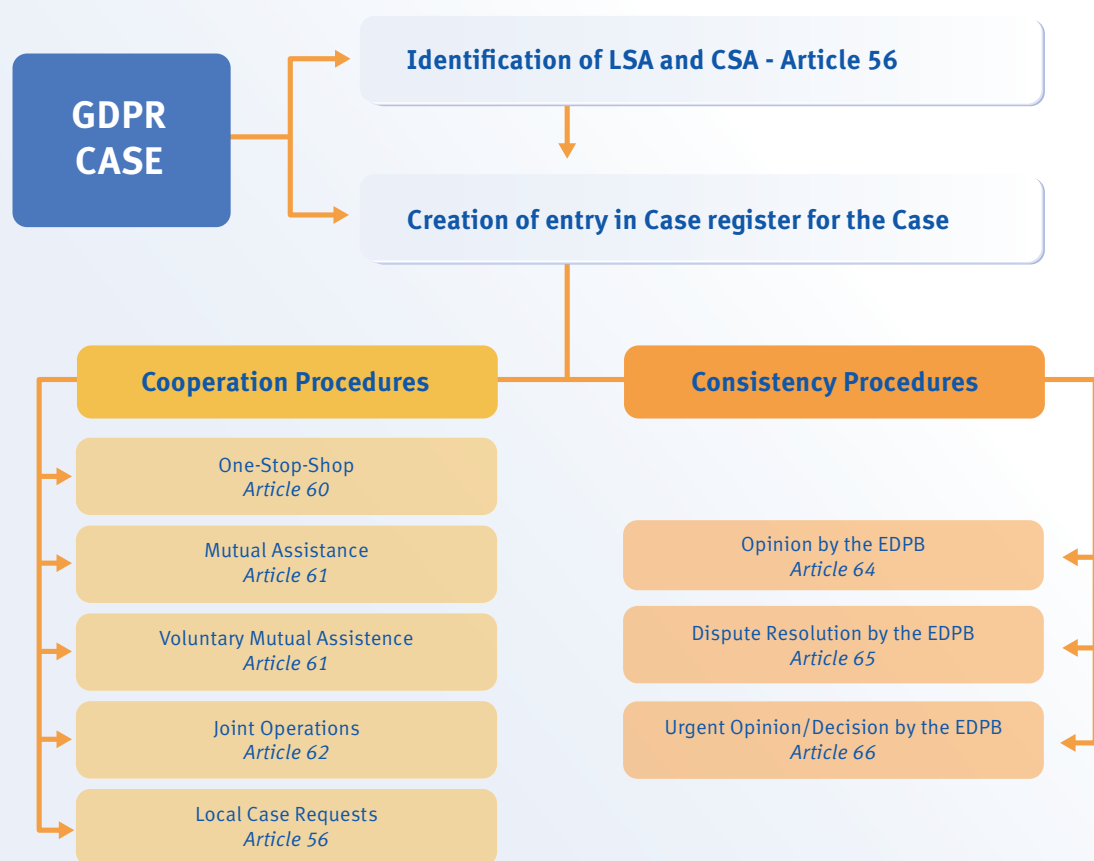 GDPR
CASE
Identification of LSA and CSA - Article 56
Creation of entry in Case register for the Case
Cooperation Procedures
One-Stop-Shop
Article 60
Mutual Assistance
Article 61
Voluntary Mutual Assistence
Article 61
Joint Operations
Article 62
Local Case Requests
Article 56
Consistency Procedures
Opinion by the EDPB
Article 64
Dispute Resolution by the EDPB
Article 65
Urgent Opinion/Decision by the EDPB
Article 66